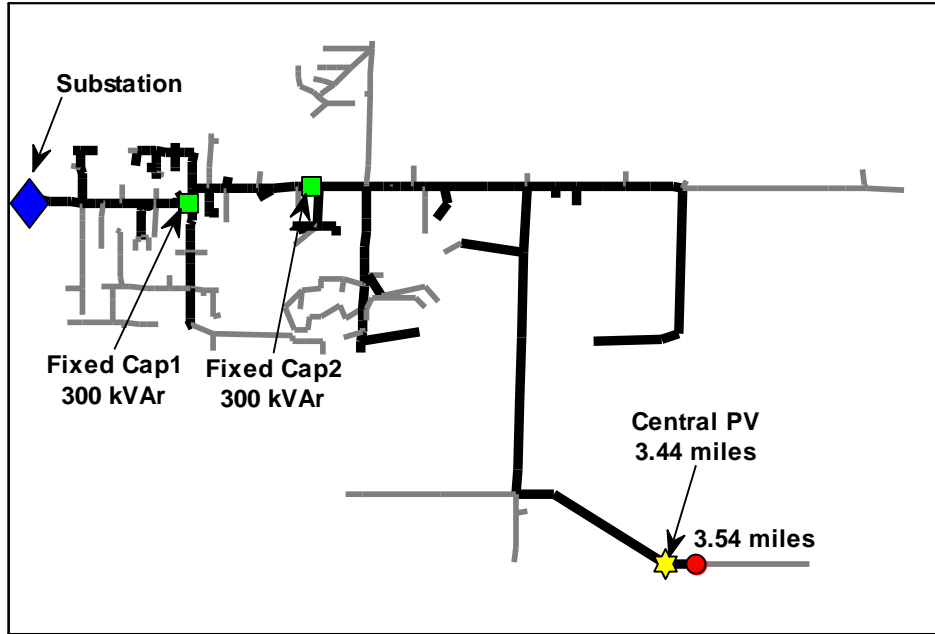 Substation
Fixed Cap1
300 kVAr
Fixed Cap2
300 kVAr
Central PV
3.44 miles
3.54 miles